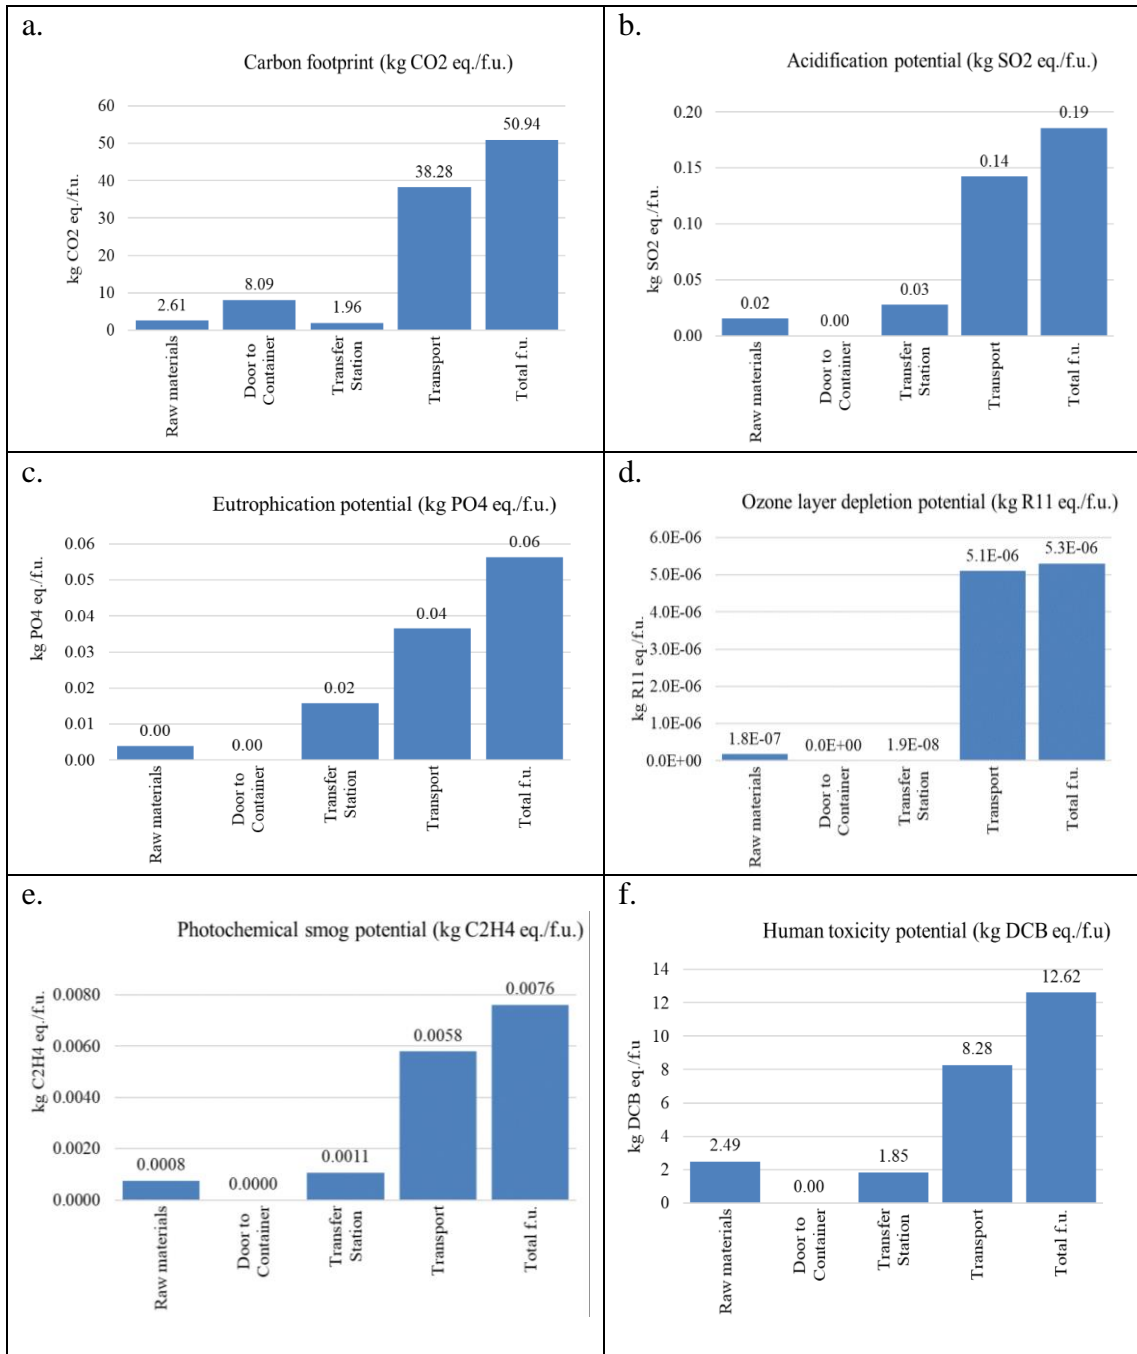 a.
Carbon footprint (kg CO2 eq./f.u.)
kg CO2 eq./f.u.
60
50
40
30
20
10
0
2.61
8.09
1.96
38.28
50.94
Raw materials
Door to
Container
Transfer
Station
Transport
Total f.u.
b.
Acidification potential (kg SO2 eq./f.u.)
kg SO2 eq./f.u.
0.20
0.15
0.10
0.05
0.00
0.02
0.00
0.03
0.14
0.19
Raw materials
Door to
Container
Transfer
Station
Transport
Total f.u.
c.
Eutrophication potential (kg PO4 eq./f.u.)
kg PO4 eq./f.u.
0.06
0.05
0.04
0.03
0.02
0.01
0.00
0.00
0.00
0.02
0.04
0.06
Raw materials
Door to
Container
Transfer
Station
Transport
Total f.u.
d.
Ozone layer depletion potential (kg R11 eq./f.u.)
kg R11 eq./f.u.
6.0E-06
5.0E-06
4.0E-06
3.0E-06
2.0E-06
1.0E-06
0.0E+00
1.8E-07
0.0E+00
1.9E-08
5.1E-06
5.3E-06
Raw materials
Door to
Container
Transfer
Station
Transport
Total f.u.
e.
Photochemical smog potential (kg C2H4 eq./f.u.)
kg C2H4 eq./f.u.
0.0080
0.0060
0.0040
0.0020
0.0000
0.0008
0.0000
0.0011
0.0058
0.0076
Raw materials
Door to
Container
Transfer
Station
Transport
Total f.u.
f.
Human toxicity potential (kg DCB eq./f.u)
kg DCB eq./f.u
14
12
10
8
6
4
2
0
2.49
0.00
1.85
8.28
12.62
Raw materials
Door to
Container
Transfer
Station
Transport
Total f.u.